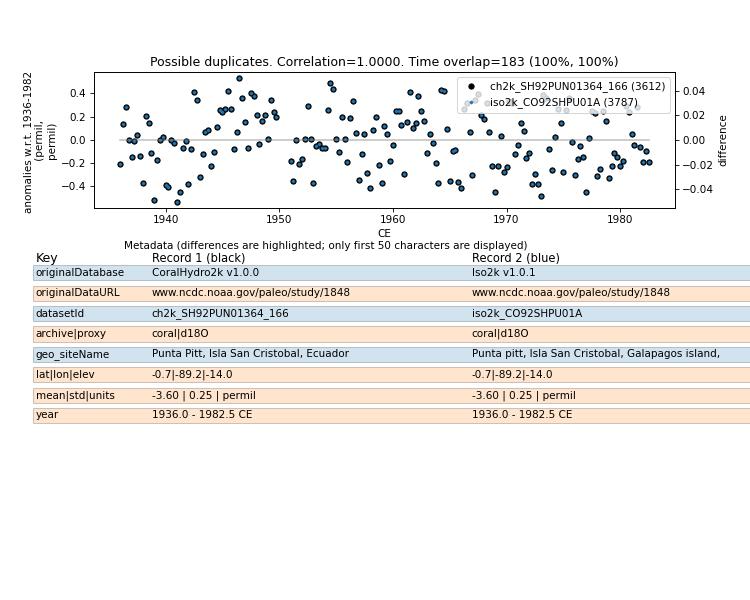 Possible duplicates. Correlation=1.0000. Time overlap=183 (100%, 100%)
anomalies w.r.t. 1936-1982
(permil,
permil)
0.4
0.2
0.0
−0.2
−0.4
ch2k_SH92PUN01364_166 (3612)
iso2k_CO92SHPU01A (3787)
0.04
0.02
0.00
−0.02
−0.04
difference
1940
1950
1960
1970
1980
CE
Metadata (differences are highlighted; only first 50 characters are displayed)
Key Record 1 (black) Record 2 (blue)
originalDatabase CoralHydro2k v1.0.0 Iso2k v1.0.1
originalDataURL www.ncdc.noaa.gov/paleo/study/1848 www.ncdc.noaa.gov/paleo/study/1848
datasetId ch2k_SH92PUN01364_166 iso2k_CO92SHPU01A
archive|proxy coral|d18O coral|d18O
geo_siteName Punta Pitt, Isla San Cristobal, Ecuador Punta pitt, Isla San Cristobal, Galapagos island,
lat|lon|elev -0.7|-89.2|-14.0 -0.7|-89.2|-14.0
mean|std|units -3.60 | 0.25 | permil -3.60 | 0.25 | permil
year 1936.0 - 1982.5 CE 1936.0 - 1982.5 CE